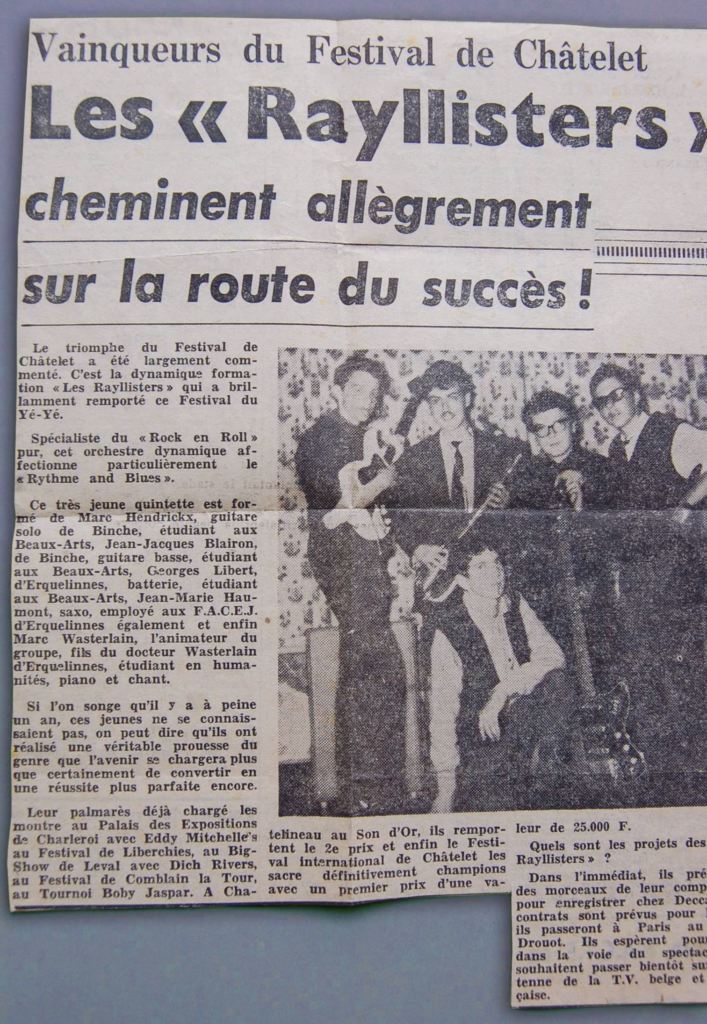 Vainqueurs du Festival de Châtelet
Les « Rayllisters »
cheminent allègrement
sur la route du succès !
Le triomphe du Festival de
Châtelet a été largement com-
menté. C'est la dynamique forma-
tion « Les Rayllisters » qui a bril-
lamment remporté ce Festival du
Yé-Yé.
Spécialiste du « Rock en Roll »
pur, cet orchestre dynamique af-
fectionne particulièrement le
« Rythme and Blues ».
Ce très jeune quintette est for-
mé de Marc Hendrickx, guitare
solo de Binche, étudiant aux
Beaux-Arts, Jean-Jacques Blairon,
de Binche, guitare basse, étudiant
aux Beaux-Arts, Georges Libert,
d'Erquelinnes, batterie, étudiant
aux Beaux-Arts, Jean-Marie Hau-
mont, saxo, employé aux F.A.C.E.J.
d'Erquelinnes également et enfin
Marc Wasterlain, l'animateur du
groupe, fils du docteur Wasterlain
d'Erquelinnes, étudiant en huma-
nités, piano et chant.
Si l'on songe qu'il y a à peine
un an, ces jeunes ne se connais-
saient pas, on peut dire qu'ils ont
réalisé une véritable prouesse du
genre que l'avenir se chargera plus
que certainement de convertir en
une réussite plus parfaite encore.
Leur palmarès déjà chargé les
montre au Palais des Expositions
de Charleroi avec Eddy Mitchelle's
au Festival de Liberchies, au Big-
Show de Leval avec Dich Rivers,
au Festival de Comblain la Tour,
au Tournoi Boby Jaspar. A Cha-
telineau au Son d'Or, ils rempor-
tent le 2e prix et enfin le Festi-
val international de Châtelet les
sacre définitivement champions
avec un premier prix d'une va-
leur de 25.000 F.
Quels sont les projets des
Rayllisters » ?
Dans l'immédiat, ils pré
des morceaux de leur comp
pour enregistrer chez Decca
contrats sont prévus pour
ils passeront à Paris au
Drouot. Ils espèrent pou
dans la voie du spectac
souhaitent passer bientôt su
tenne de la T.V. belge et
çaise.